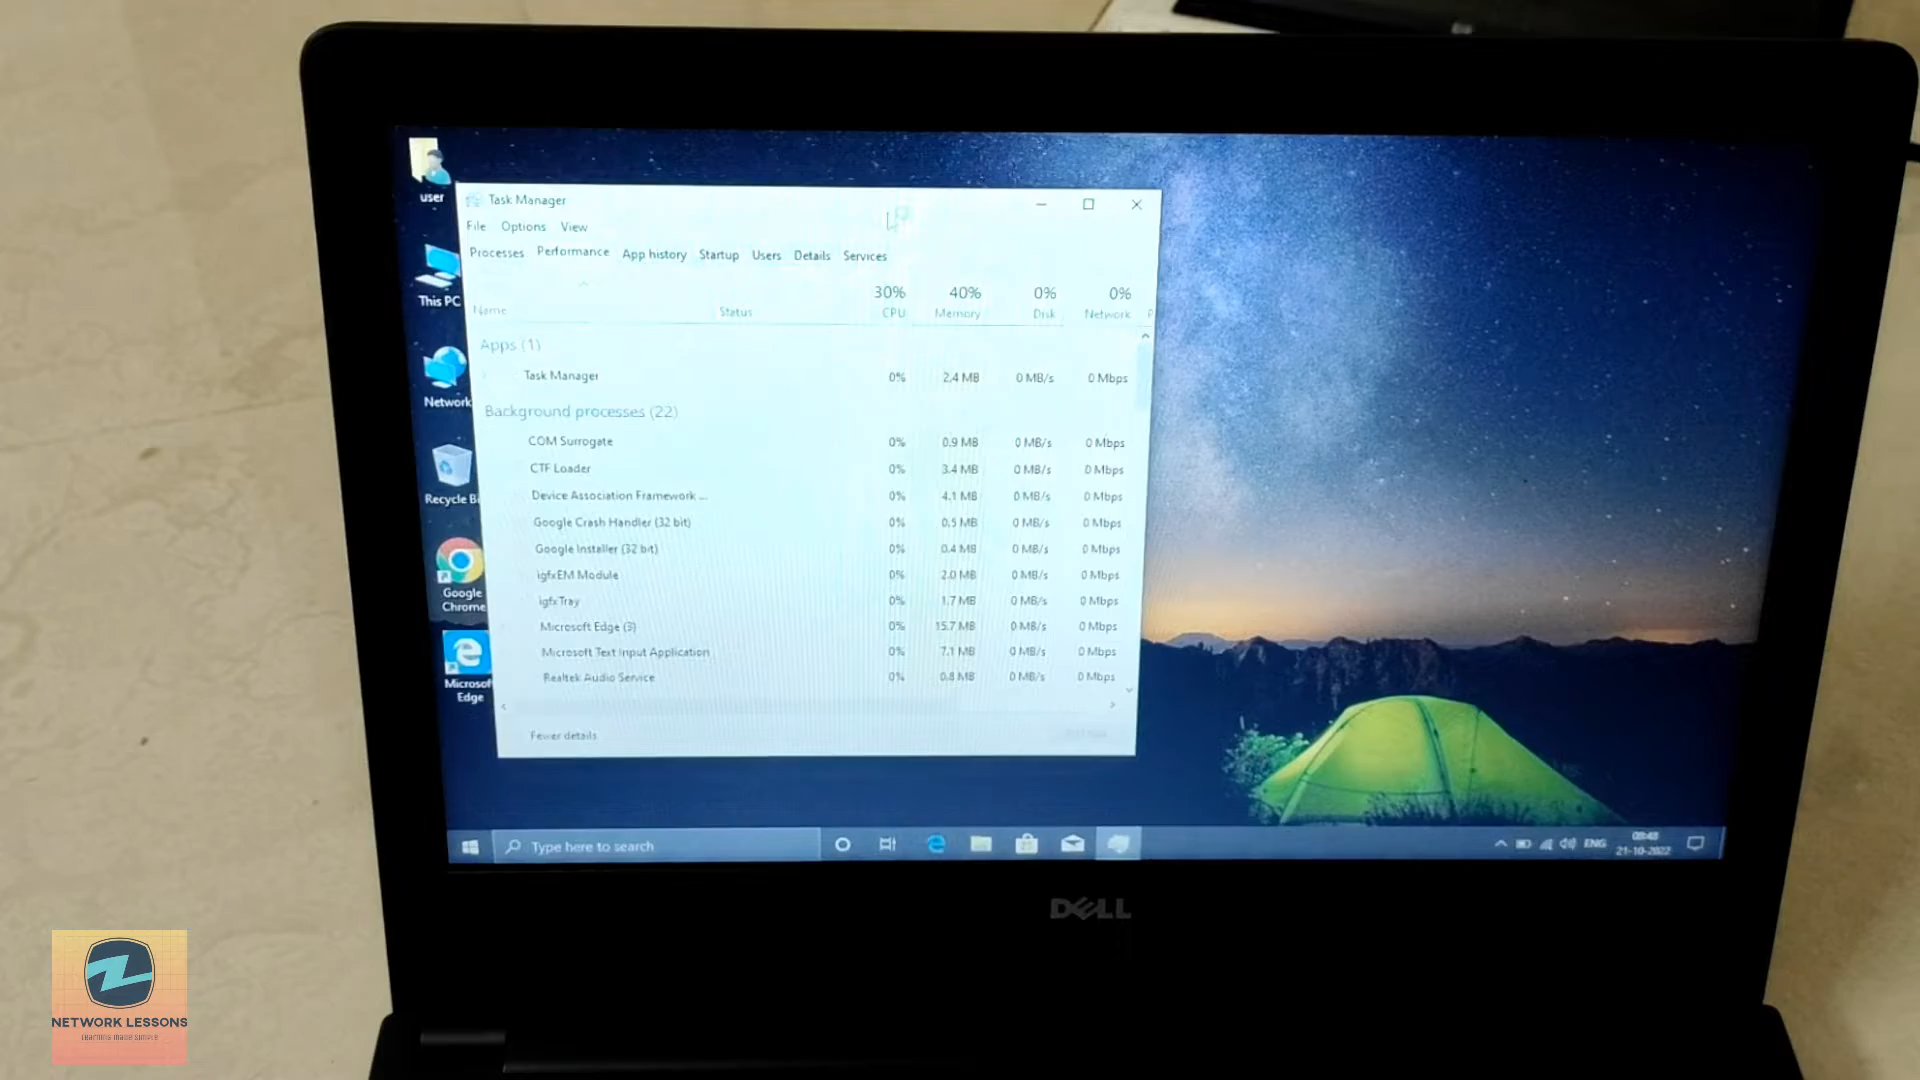 user
This PC
Network
Recycle Bi
Google
Chrome
Microsof
Edge
Task Manager
File Options View
Processes Performance App history Startup Users Details Services
30% 40% 0% 0%
Name Status CPU Memory Disk Network P
Apps (1)
Task Manager 0% 2.4 MB 0 MB/s 0 Mbps
Background processes (22)
COM Surrogate 0% 0.9 MB 0 MB/s 0 Mbps
CTF Loader 0% 3.4 MB 0 MB/s 0 Mbps
Device Association Framework ... 0% 4.1 MB 0 MB/s 0 Mbps
Google Crash Handler (32 bit) 0% 0.5 MB 0 MB/s 0 Mbps
Google Installer (32 bit) 0% 0.4 MB 0 MB/s 0 Mbps
igfxEM Module 0% 2.0 MB 0 MB/s 0 Mbps
igfxTray 0% 1.7 MB 0 MB/s 0 Mbps
Microsoft Edge (3) 0% 15.7 MB 0 MB/s 0 Mbps
Microsoft Text Input Application 0% 7.1 MB 0 MB/s 0 Mbps
Realtek Audio Service 0% 0.8 MB 0 MB/s 0 Mbps
Fewer details
Type here to search
ENG
08:48
21-10-2022
DELL
NETWORK LESSONS
Learning made simple